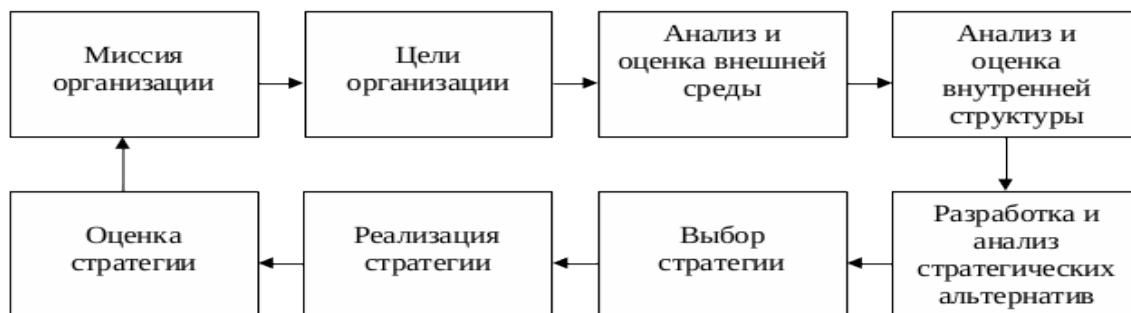 Миссия
организации
Цели
организации
Анализ и
оценка внешней
среды
Анализ и
оценка
внутренней
структуры
Оценка
стратегии
Реализация
стратегии
Выбор
стратегии
Разработка и
анализ
стратегических
альтернатив